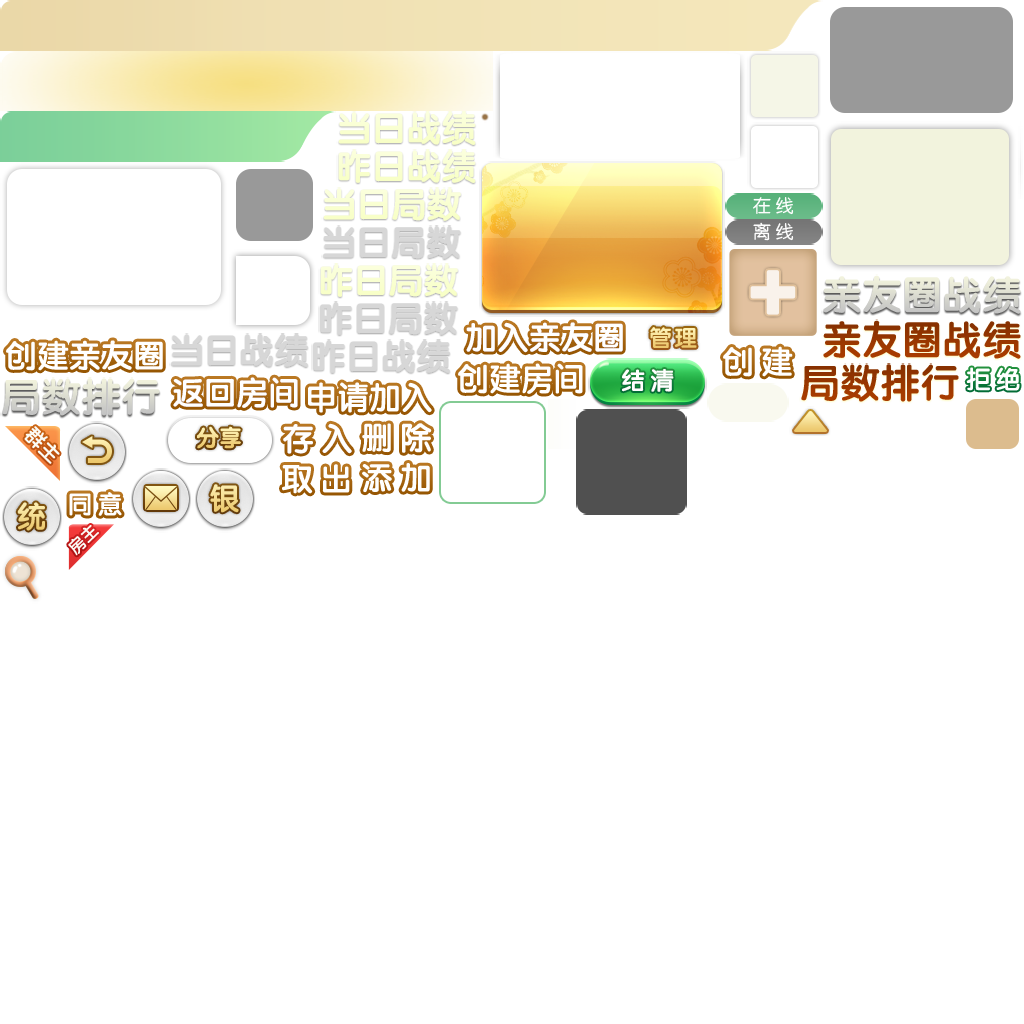 当日战绩
昨日战绩
当日局数
在线
当日局数
离线
昨日局数
亲友圈战绩
昨日局数
加入亲友圈
管理
亲友圈战绩
创建亲友圈
当日战绩
昨日战绩
创建
创建房间
结清
局数排行
拒绝
局数排行
返回房间
申请加入
群主
分享
存入
删除
取出
添加
统
同意
银
房主